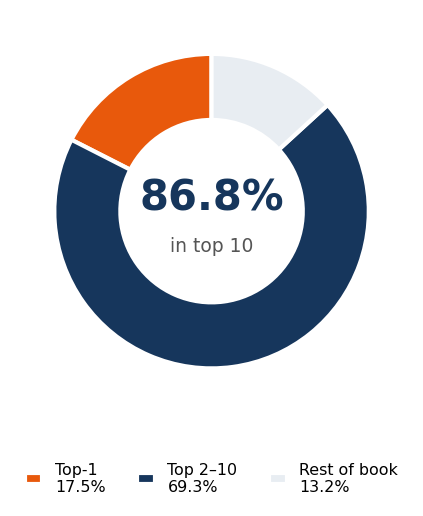 86.8%
in top 10
Top-1
17.5%
Top 2–10
69.3%
Rest of book
13.2%